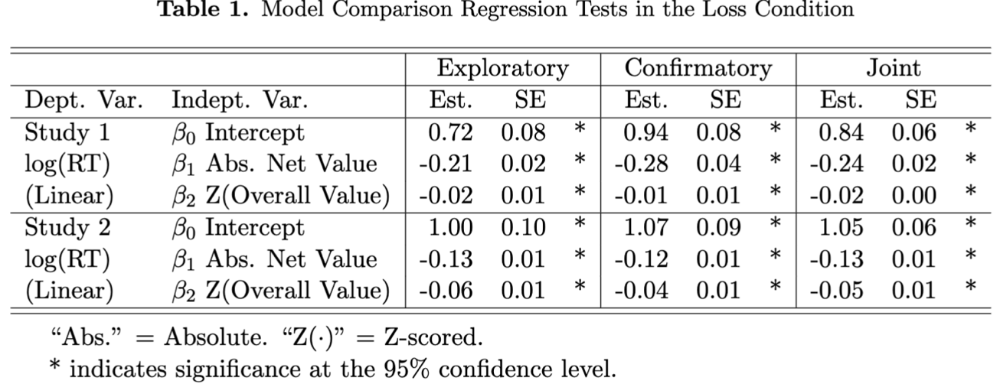 Table 1. Model Comparison Regression Tests in the Loss Condition
Exploratory Confirmatory Joint
Dept. Var. Indept. Var. Est. SE Est. SE Est. SE
Study 1 β0 Intercept 0.72 0.08 * 0.94 0.08 * 0.84 0.06 *
log(RT) β1 Abs. Net Value -0.21 0.02 * -0.28 0.04 * -0.24 0.02 *
(Linear) β2 Z(Overall Value) -0.02 0.01 * -0.01 0.01 * -0.02 0.00 *
Study 2 β0 Intercept 1.00 0.10 * 1.07 0.09 * 1.05 0.06 *
log(RT) β1 Abs. Net Value -0.13 0.01 * -0.12 0.01 * -0.13 0.01 *
(Linear) β2 Z(Overall Value) -0.06 0.01 * -0.04 0.01 * -0.05 0.01 *
“Abs.” = Absolute. “Z(·)” = Z-scored.
* indicates significance at the 95% confidence level.